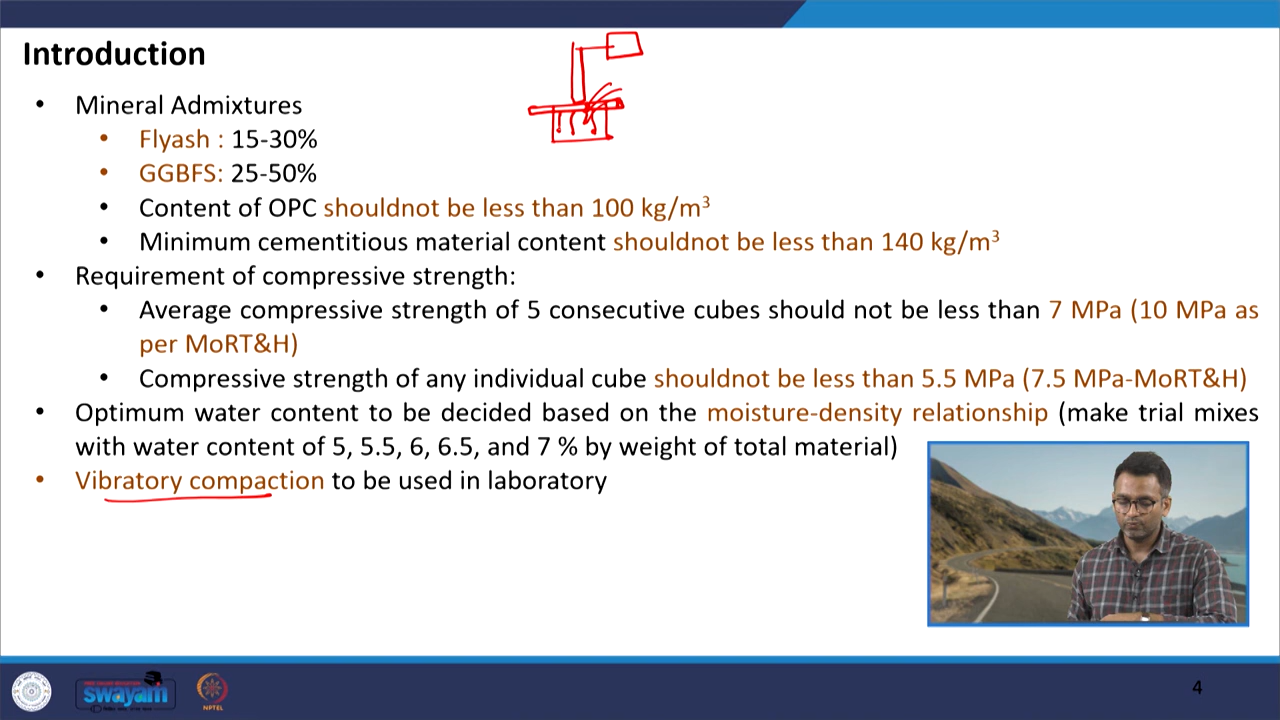 Introduction
• Mineral Admixtures
• Flyash : 15-30%
• GGBFS: 25-50%
• Content of OPC shouldnot be less than 100 kg/m³
• Minimum cementitious material content shouldnot be less than 140 kg/m³
• Requirement of compressive strength:
• Average compressive strength of 5 consecutive cubes should not be less than 7 MPa (10 MPa as
per MoRT&H)
• Compressive strength of any individual cube shouldnot be less than 5.5 MPa (7.5 MPa-MoRT&H)
• Optimum water content to be decided based on the moisture-density relationship (make trial mixes
with water content of 5, 5.5, 6, 6.5, and 7 % by weight of total material)
• Vibratory compaction to be used in laboratory
swayam
NPTEL
4